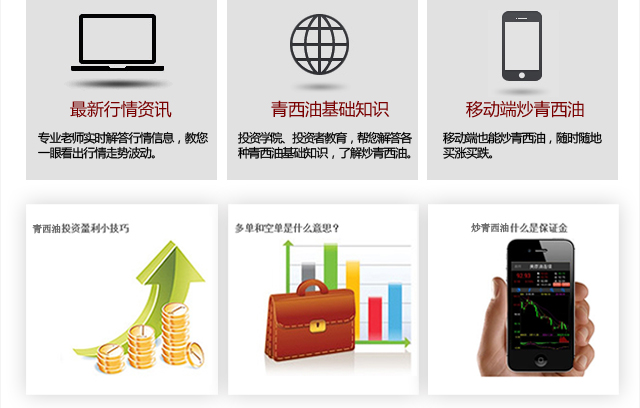 最新行情资讯
专业老师实时解答行情信息，教您
一眼看出行情走势波动。
青西油基础知识
投资学院、投资者教育，帮您解答各
种青西油基础知识，了解炒青西油。
移动端炒青西油
移动端也能炒青西油，随时随地
买涨买跌。
青西油投资盈利小技巧
多单和空单是什么意思？
炒青西油什么是保证金